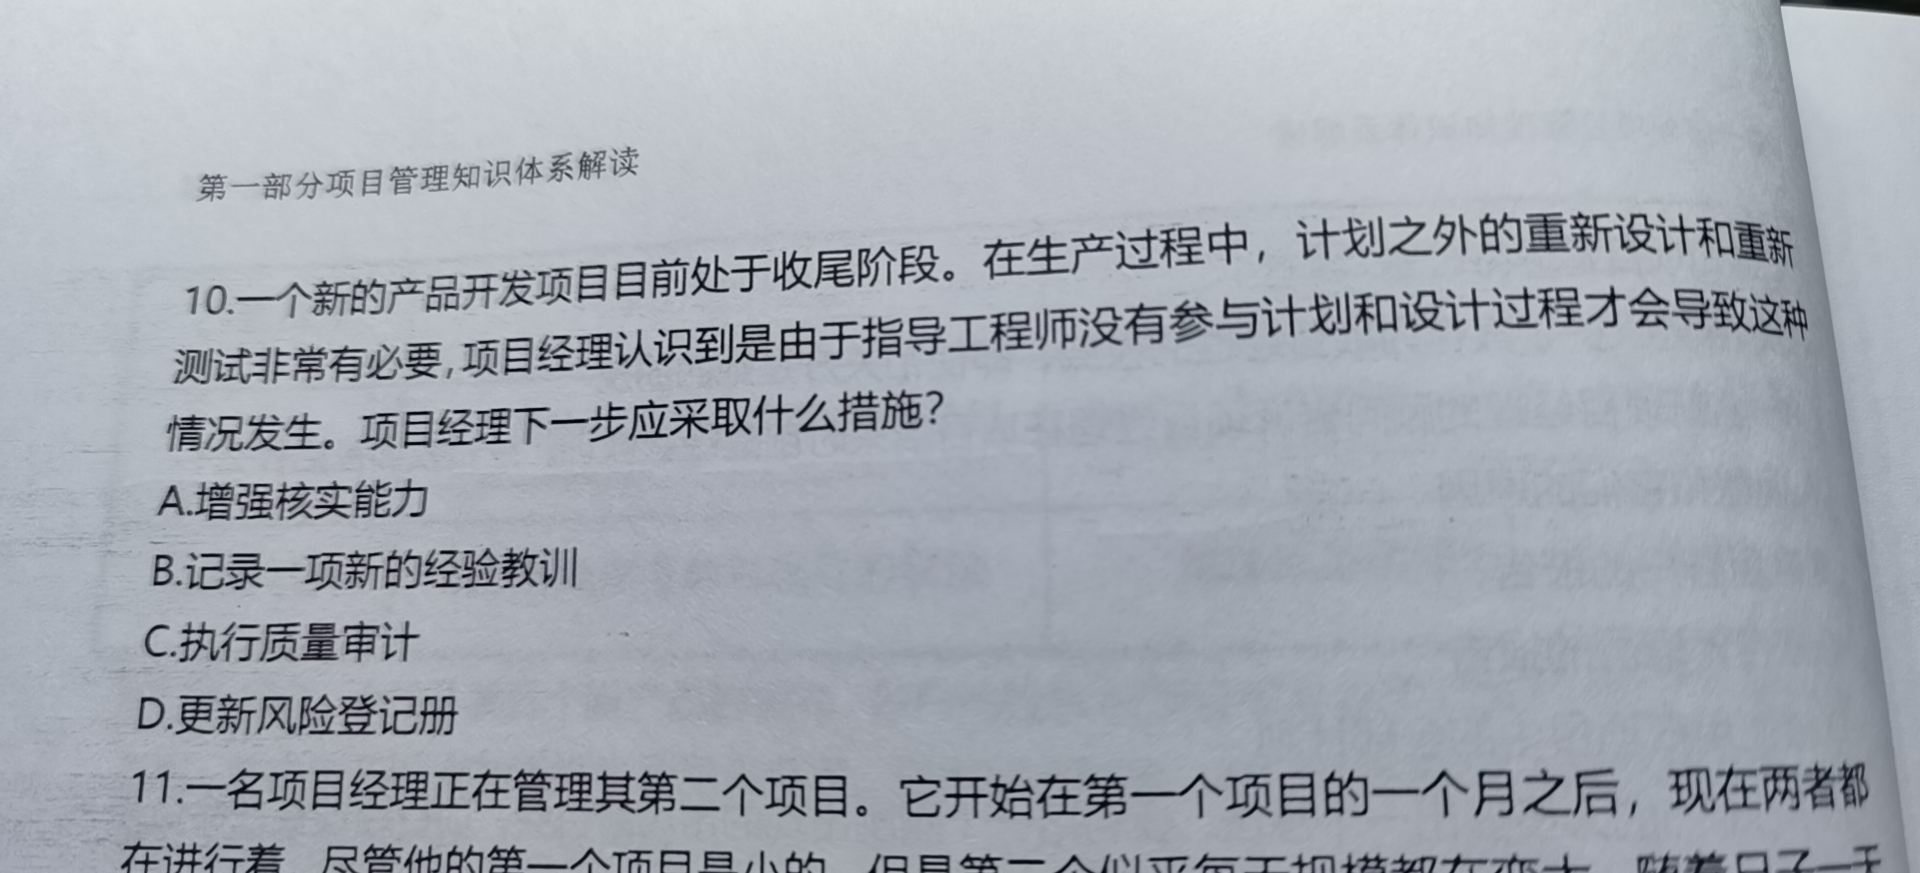 第一部分项目管理知识体系解读
10.一个新的产品开发项目目前处于收尾阶段。在生产过程中，计划之外的重新设计和重新
测试非常有必要,项目经理认识到是由于指导工程师没有参与计划和设计过程才会导致这种
情况发生。项目经理下一步应采取什么措施?
A.增强核实能力
B.记录一项新的经验教训
C.执行质量审计
D.更新风险登记册
11.一名项目经理正在管理其第二个项目。它开始在第一个项目的一个月之后，现在两者都
在进行着 尽管他的第一个项目是小的 但是第二个似乎每天规模都在变大 随着日子一天